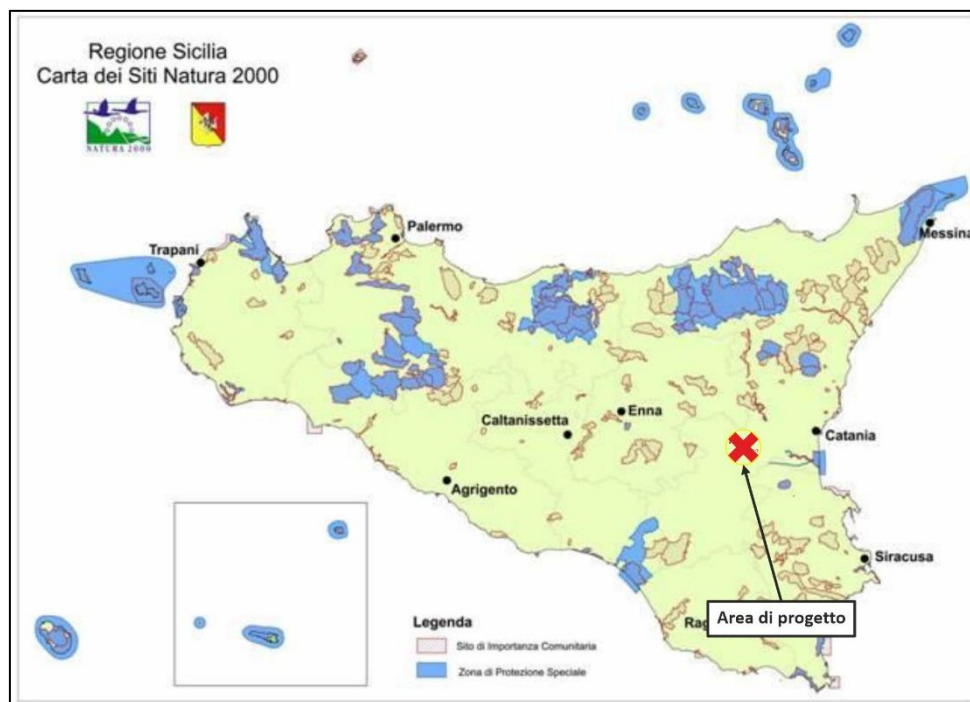 Regione Sicilia
Carta dei Siti Natura 2000
NATURA 2000
Palermo
Messina
Trapani
Enna
Caltanissetta
Catania
Agrigento
Siracusa
Rag
Area di progetto
Legenda
Sito di Importanza Comunitaria
Zona di Protezione Speciale